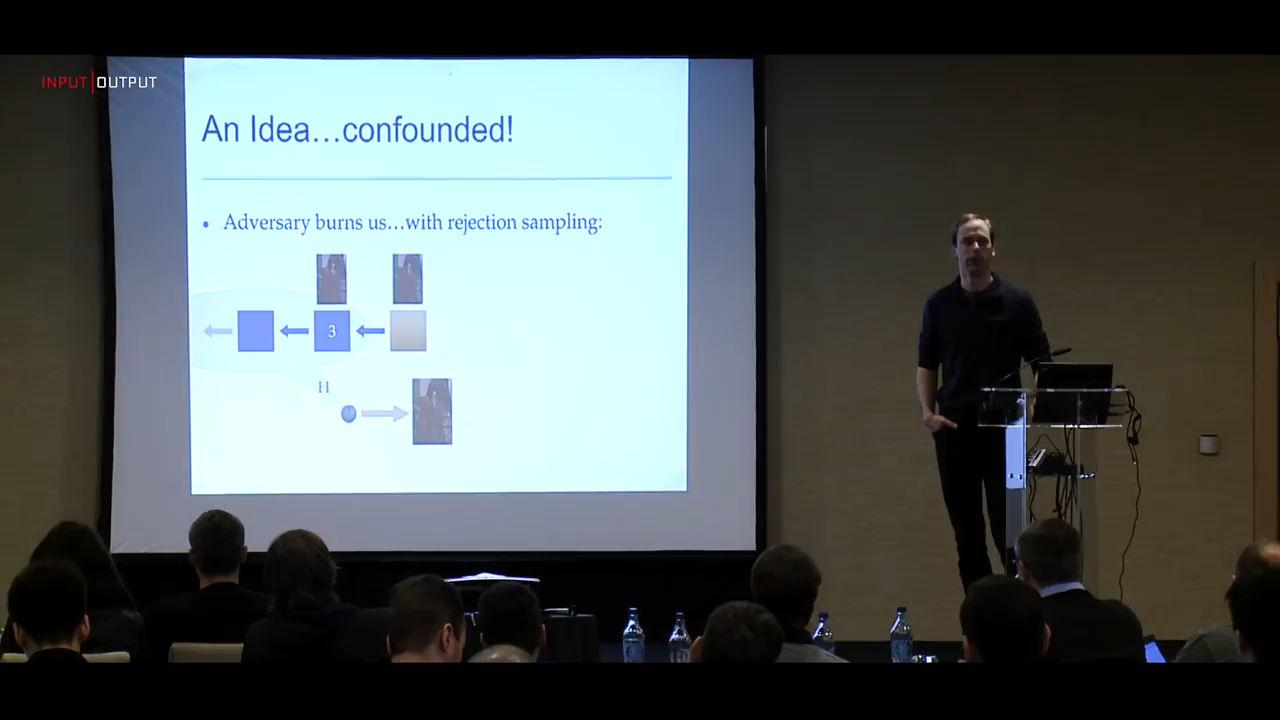 INPUT|OUTPUT
An Idea...confounded!
• Adversary burns us...with rejection sampling:
3
H